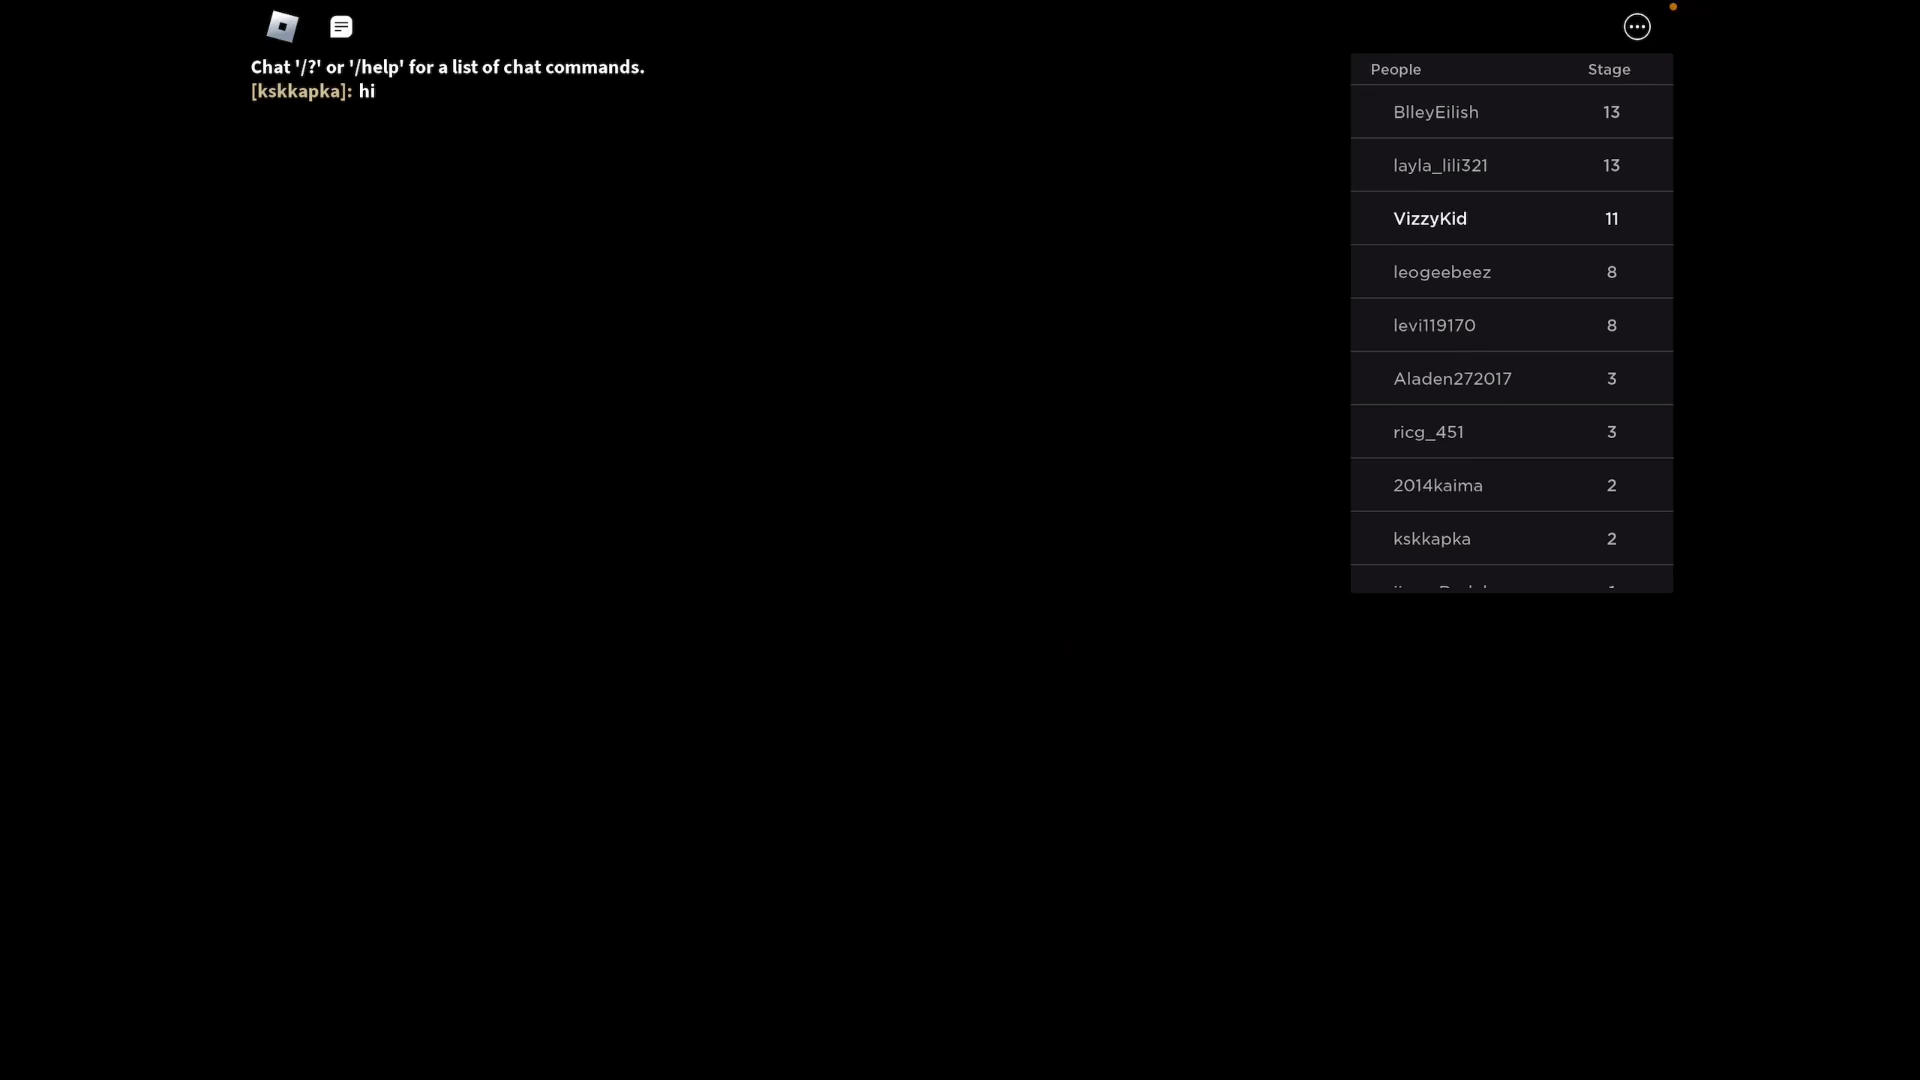 Chat '/?' or '/help' for a list of chat commands.
[kskkapka]: hi
People Stage
BlleyEilish 13
layla_lili321 13
VizzyKid 11
leogeebeez 8
levi119170 8
Aladen272017 3
ricg_451 3
2014kaima 2
kskkapka 2